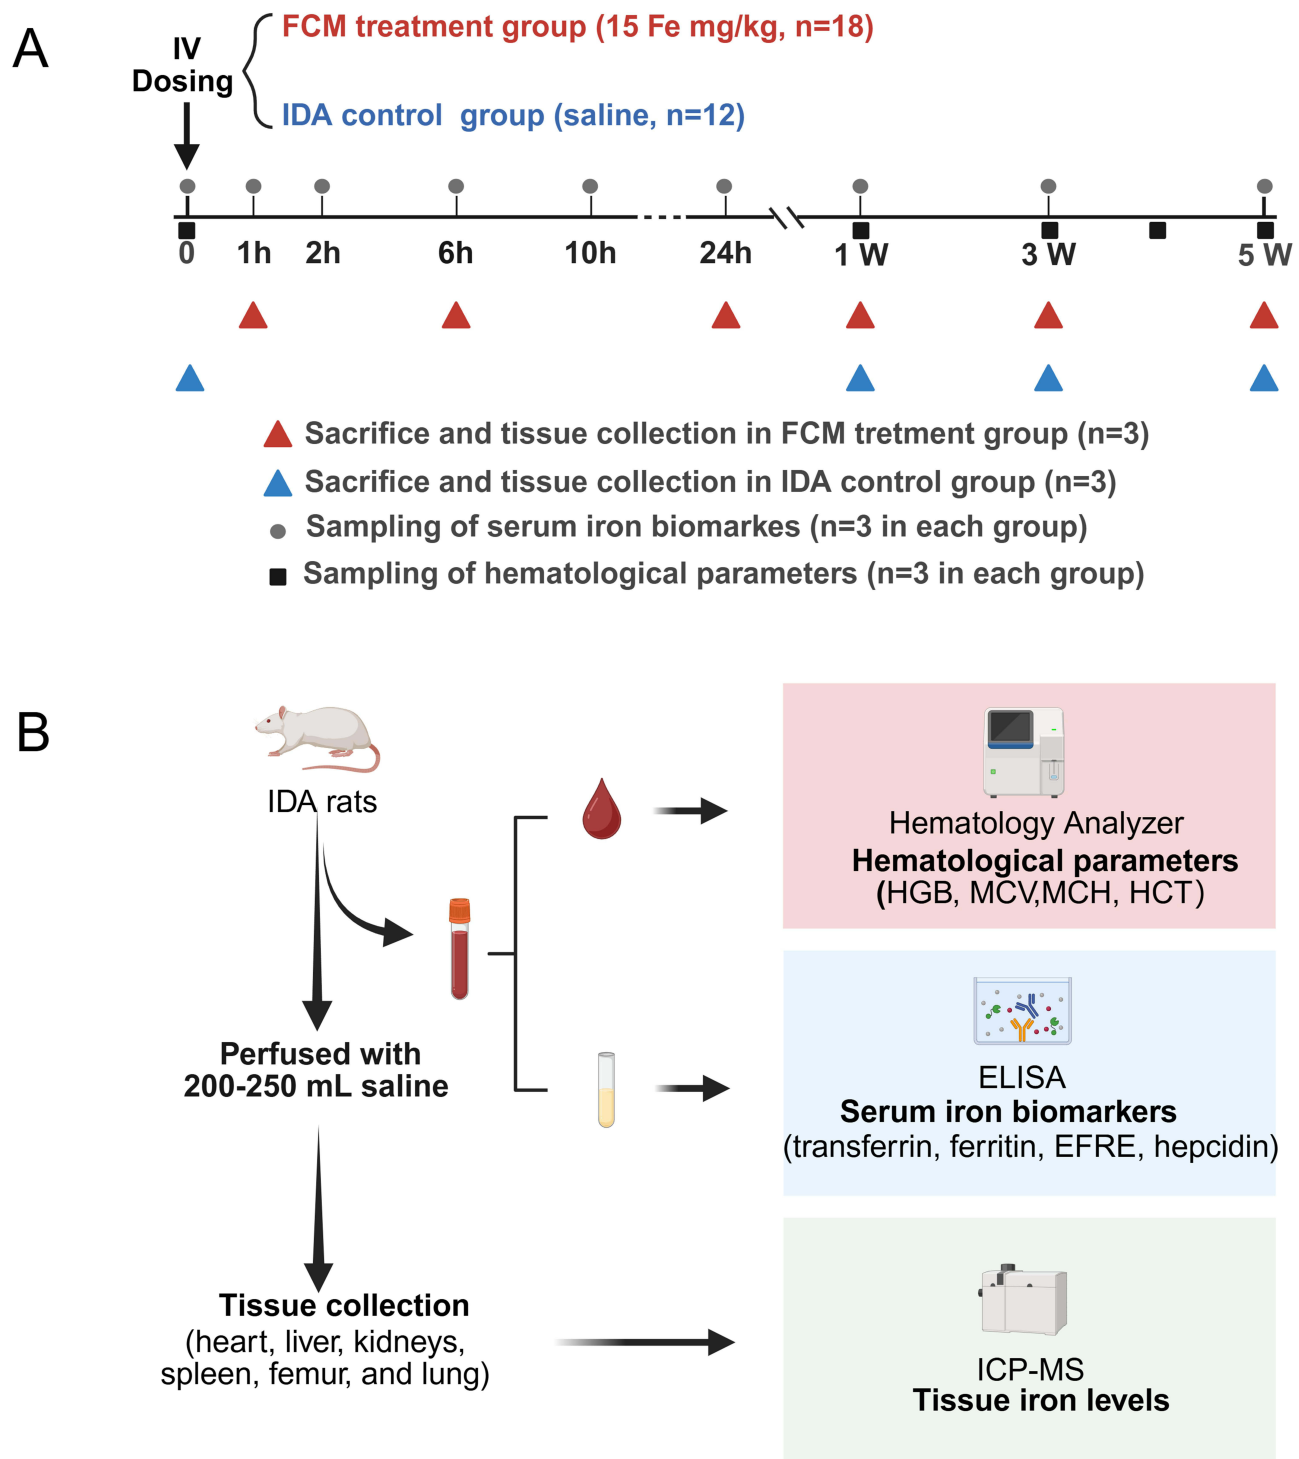 A
IV
Dosing
FCM treatment group (15 Fe mg/kg, n=18)
IDA control group (saline, n=12)
0 1h 2h 6h 10h 24h 1 W 3 W 5 W
Sacrifice and tissue collection in FCM tretment group (n=3)
Sacrifice and tissue collection in IDA control group (n=3)
Sampling of serum iron biomarkes (n=3 in each group)
Sampling of hematological parameters (n=3 in each group)
B
IDA rats
Perfused with
200-250 mL saline
Tissue collection
(heart, liver, kidneys,
spleen, femur, and lung)
Hematology Analyzer
Hematological parameters
(HGB, MCV,MCH, HCT)
ELISA
Serum iron biomarkers
(transferrin, ferritin, EFRE, hepcidin)
ICP-MS
Tissue iron levels